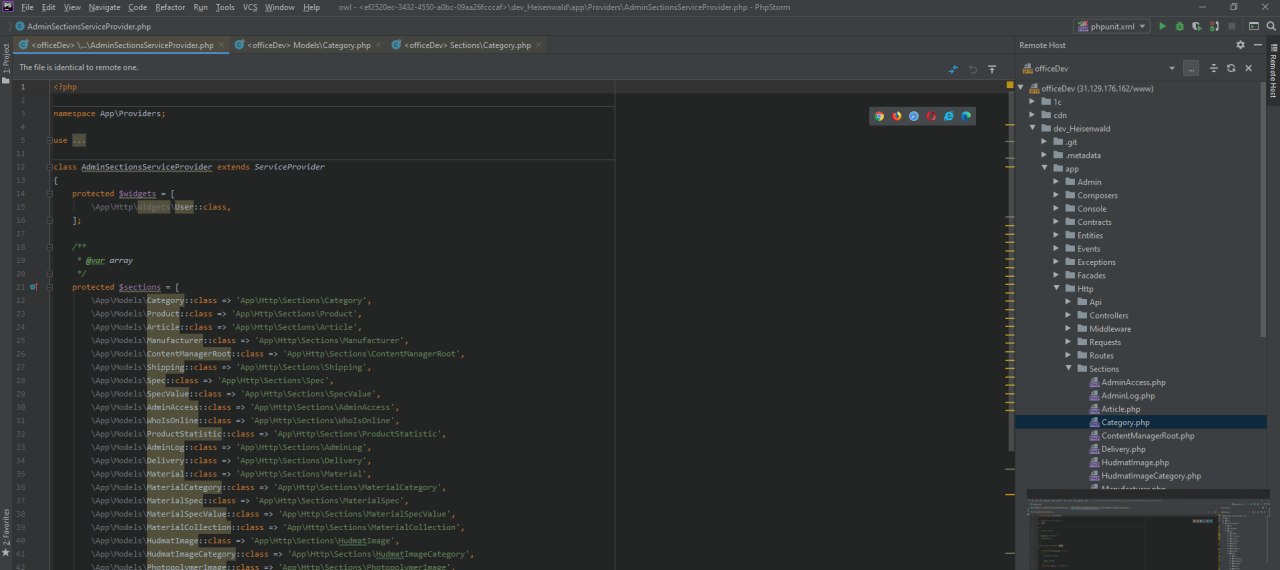 File Edit View Navigate Code Refactor Run Tools VCS Window Help owl - <ef2520ec-3432-4550-a0bc-09aa26fcccaf>\dev_Heisenwald\app\Providers\AdminSectionsServiceProvider.php - PhpStorm
AdminSectionsServiceProvider.php
phpunit.xml
<officeDev> \...\AdminSectionsServiceProvider.php
<officeDev> Models\Category.php
<officeDev> Sections\Category.php
The file is identical to remote one.
1: Project
2: Favorites
1 <?php
2
3 namespace App\Providers;
4
5 use ...
11
12 class AdminSectionsServiceProvider extends ServiceProvider
13 {
14 protected $widgets = [
15 \App\Http\Widgets\User::class,
16 ];
17
18 /**
19 * @var array
20 */
21 protected $sections = [
22 \App\Models\Category::class => 'App\Http\Sections\Category',
23 \App\Models\Product::class => 'App\Http\Sections\Product',
24 \App\Models\Article::class => 'App\Http\Sections\Article',
25 \App\Models\Manufacturer::class => 'App\Http\Sections\Manufacturer',
26 \App\Models\ContentManagerRoot::class => 'App\Http\Sections\ContentManagerRoot',
27 \App\Models\Shipping::class => 'App\Http\Sections\Shipping',
28 \App\Models\Spec::class => 'App\Http\Sections\Spec',
29 \App\Models\SpecValue::class => 'App\Http\Sections\SpecValue',
30 \App\Models\AdminAccess::class => 'App\Http\Sections\AdminAccess',
31 \App\Models\WhoIsOnline::class => 'App\Http\Sections\WhoIsOnline',
32 \App\Models\ProductStatistic::class => 'App\Http\Sections\ProductStatistic',
33 \App\Models\AdminLog::class => 'App\Http\Sections\AdminLog',
34 \App\Models\Delivery::class => 'App\Http\Sections\Delivery',
35 \App\Models\Material::class => 'App\Http\Sections\Material',
36 \App\Models\MaterialCategory::class => 'App\Http\Sections\MaterialCategory',
37 \App\Models\MaterialSpec::class => 'App\Http\Sections\MaterialSpec',
38 \App\Models\MaterialSpecValue::class => 'App\Http\Sections\MaterialSpecValue',
39 \App\Models\MaterialCollection::class => 'App\Http\Sections\MaterialCollection',
40 \App\Models\HudmatImage::class => 'App\Http\Sections\HudmatImage',
41 \App\Models\HudmatImageCategory::class => 'App\Http\Sections\HudmatImageCategory',
42 \App\Models\PhotopolymerImage::class => 'App\Http\Sections\PhotopolymerImage',
Remote Host
Remote Host
officeDev
officeDev (31.129.176.162/www)
1c
cdn
dev_Heisenwald
.git
.metadata
app
Admin
Composers
Console
Contracts
Entities
Events
Exceptions
Facades
Http
Api
Controllers
Middleware
Requests
Routes
Sections
AdminAccess.php
AdminLog.php
Article.php
Category.php
ContentManagerRoot.php
Delivery.php
HudmatImage.php
HudmatImageCategory.php
Manufacturer.php